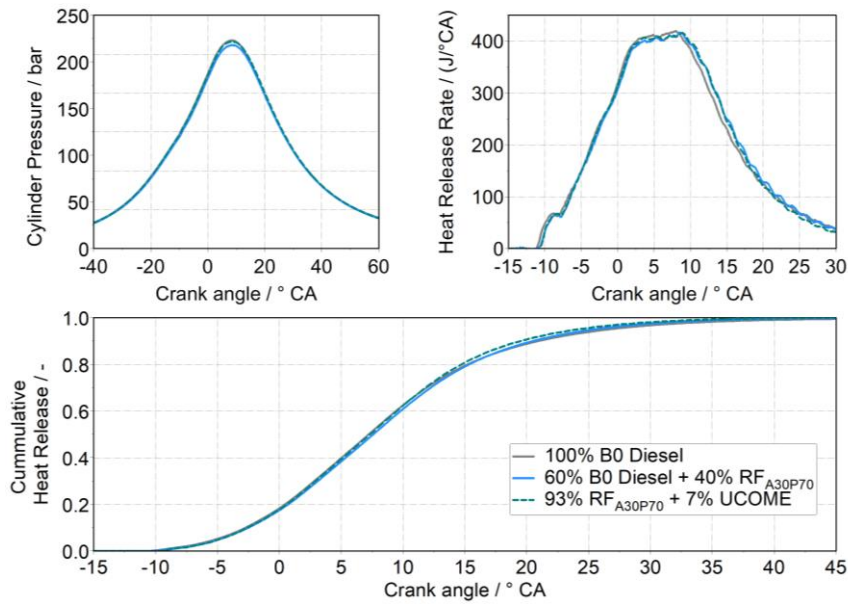 250
200
150
100
50
0
Cylinder Pressure / bar
-40 -20 0 20 40 60
Crank angle / ° CA
400
300
200
100
0
Heat Release Rate / (J/°CA)
-15 -10 -5 0 5 10 15 20 25 30
Crank angle / ° CA
1.0
0.8
0.6
0.4
0.2
0.0
Cummulative
Heat Release / -
100% B0 Diesel
60% B0 Diesel + 40% RFA30P70
93% RFA30P70 + 7% UCOME
-15 -10 -5 0 5 10 15 20 25 30 35 40 45
Crank angle / ° CA